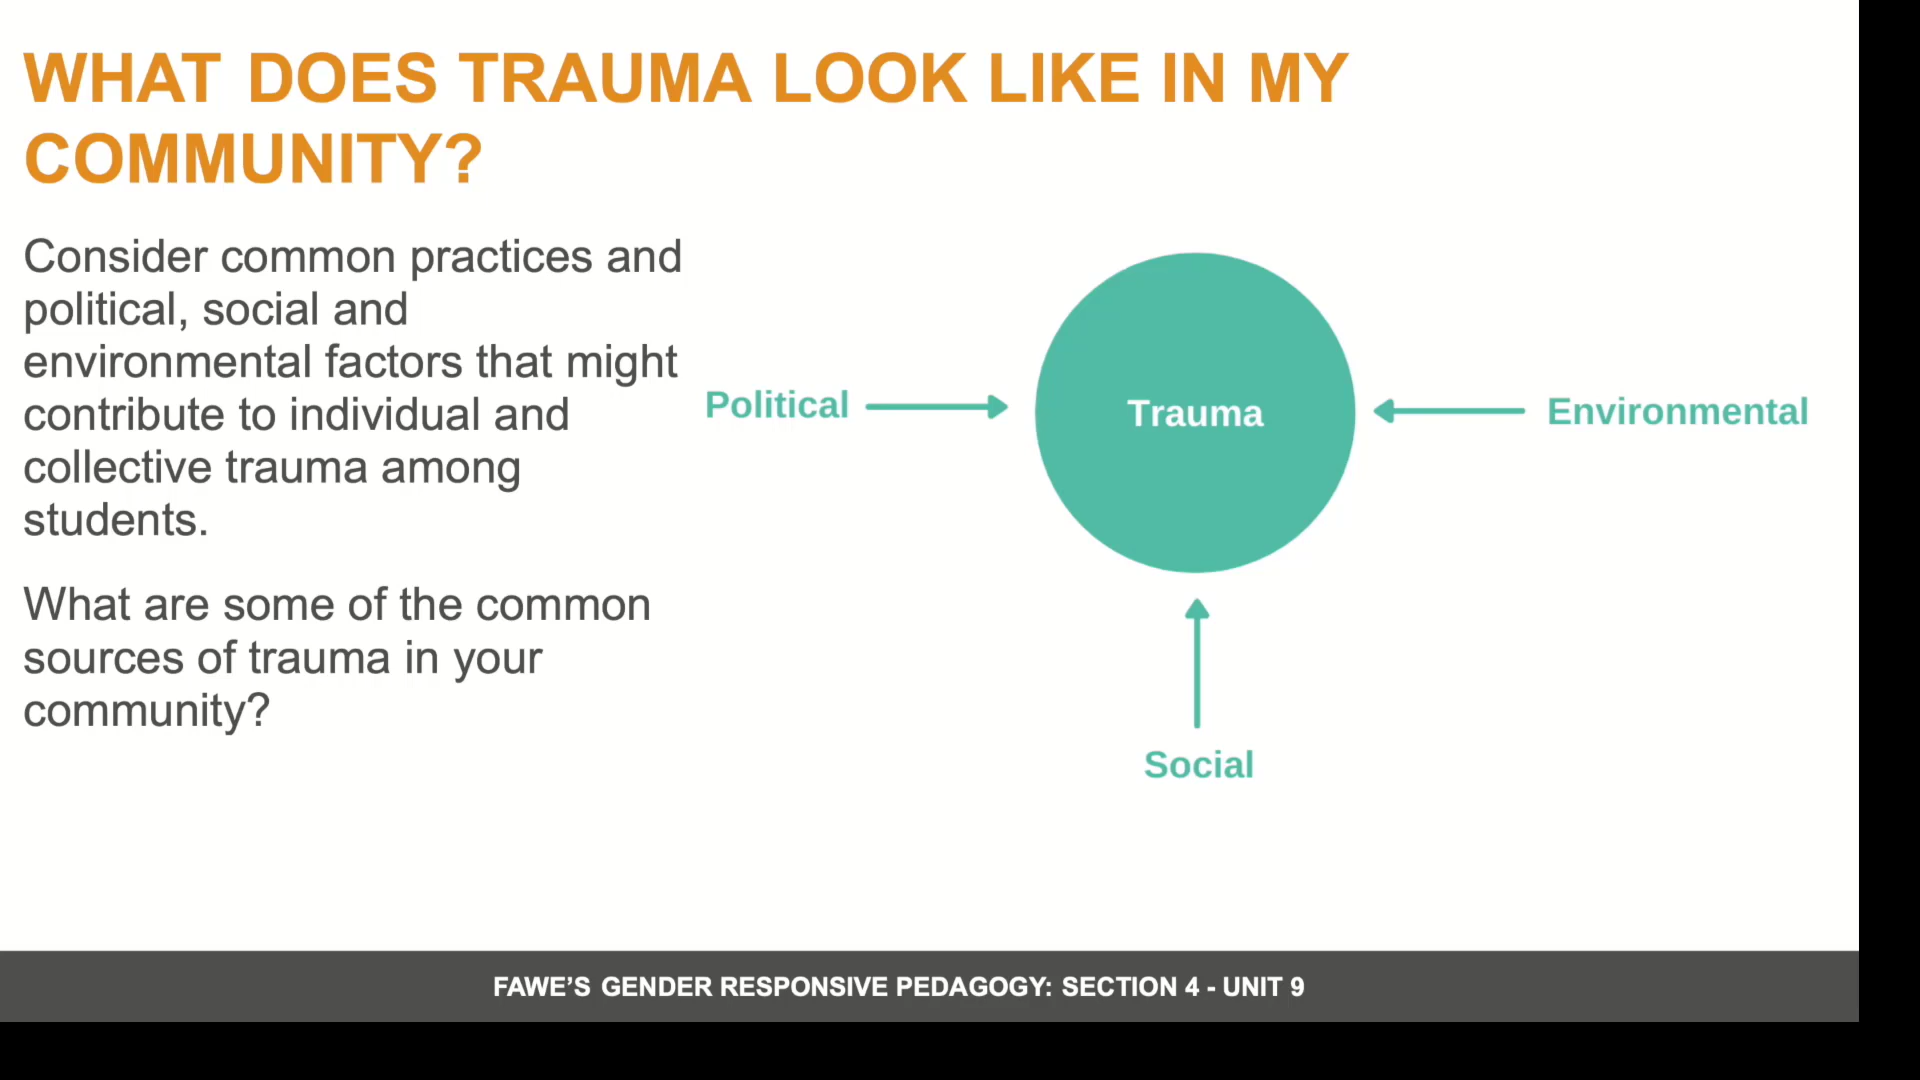 WHAT DOES TRAUMA LOOK LIKE IN MY
COMMUNITY?
Consider common practices and
political, social and
environmental factors that might
contribute to individual and
collective trauma among
students.
What are some of the common
sources of trauma in your
community?
Political
Trauma
Environmental
Social
FAWE’S GENDER RESPONSIVE PEDAGOGY: SECTION 4 - UNIT 9